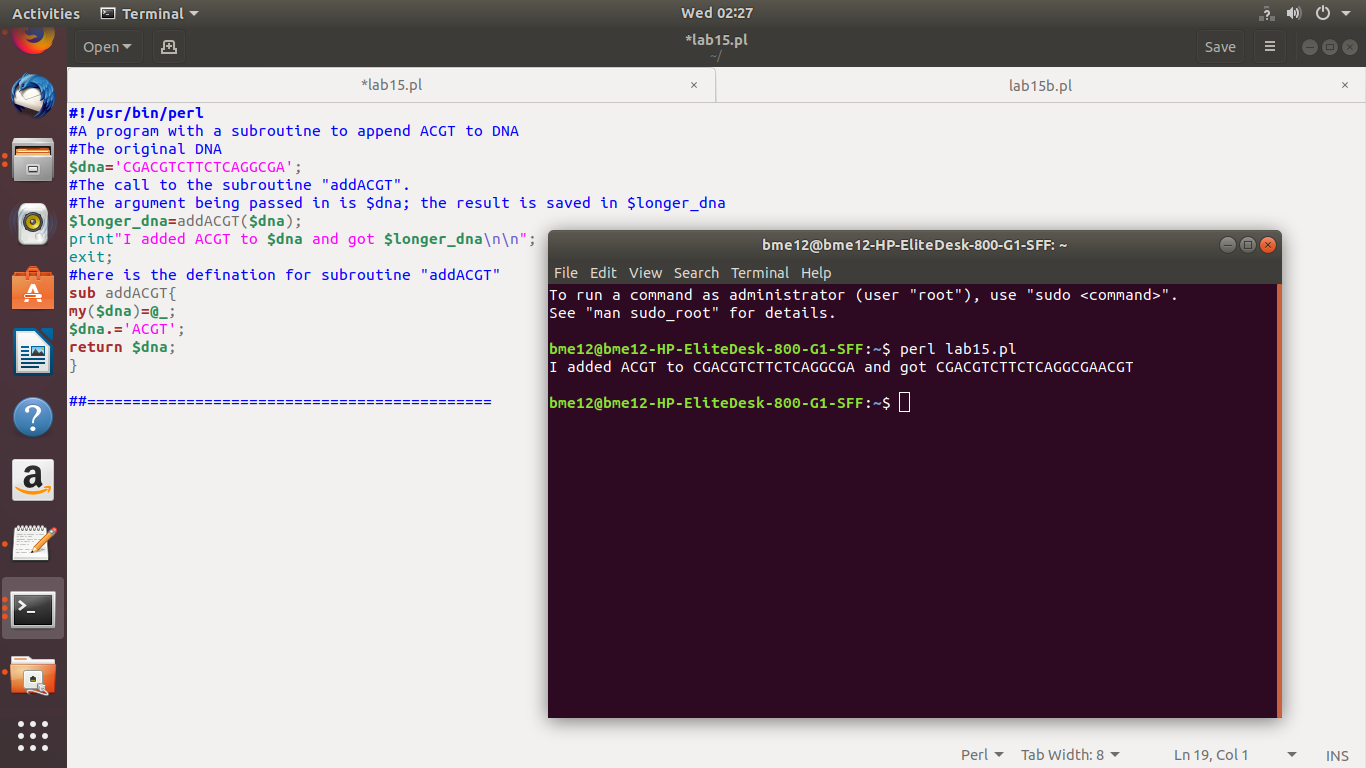 Activities Terminal Wed 02:27
Open *lab15.pl Save
~/
*lab15.pl × lab15b.pl ×
#!/usr/bin/perl
#A program with a subroutine to append ACGT to DNA
#The original DNA
$dna='CGACGTCTTCTCAGGCGA';
#The call to the subroutine "addACGT".
#The argument being passed in is $dna; the result is saved in $longer_dna
$longer_dna=addACGT($dna);
print"I added ACGT to $dna and got $longer_dna\n\n";
exit;
#here is the defination for subroutine "addACGT"
sub addACGT{
my($dna)=@_;
$dna.='ACGT';
return $dna;
}
##=============================================
bme12@bme12-HP-EliteDesk-800-G1-SFF: ~
File Edit View Search Terminal Help
To run a command as administrator (user "root"), use "sudo <command>".
See "man sudo_root" for details.
bme12@bme12-HP-EliteDesk-800-G1-SFF:~$ perl lab15.pl
I added ACGT to CGACGTCTTCTCAGGCGA and got CGACGTCTTCTCAGGCGAACGT
bme12@bme12-HP-EliteDesk-800-G1-SFF:~$
Perl Tab Width: 8 Ln 19, Col 1 INS